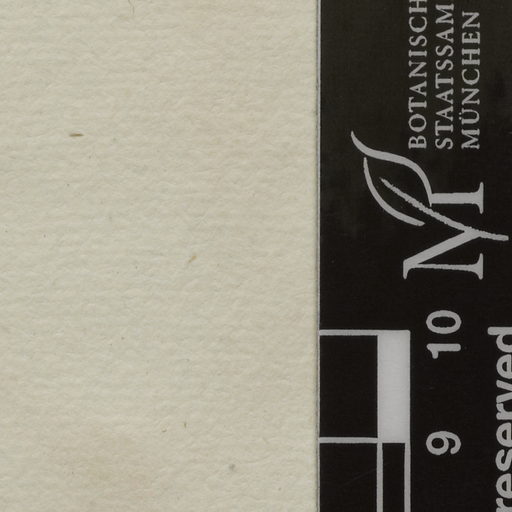 BOTANISCH
STAATSSAM
MÜNCHEN
M
10
9
reserved